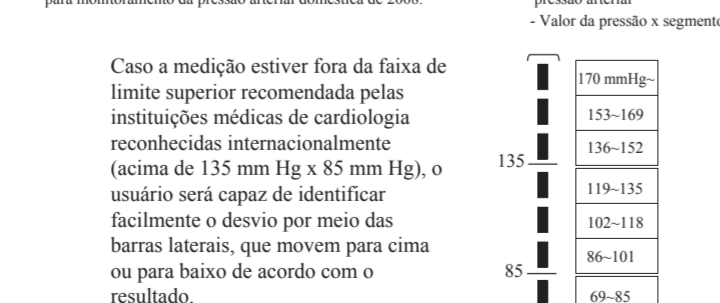 para monitoramento da pressão arterial doméstica de 2008.
pressão arterial
- Valor da pressão x segmento
Caso a medição estiver fora da faixa de
limite superior recomendada pelas
instituições médicas de cardiologia
reconhecidas internacionalmente
(acima de 135 mm Hg x 85 mm Hg), o
usuário será capaz de identificar
facilmente o desvio por meio das
barras laterais, que movem para cima
ou para baixo de acordo com o
resultado.
170 mmHg~
153~169
136~152
135
119~135
102~118
86~101
85
69~85